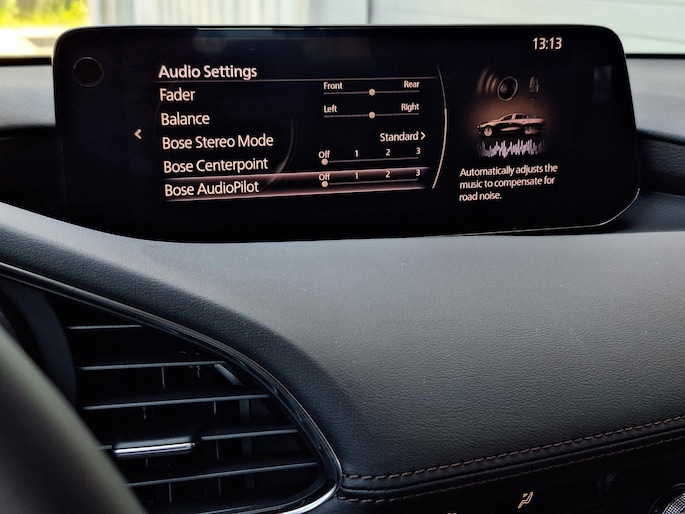 13:13
Audio Settings
Fader Front Rear
Balance Left Right
Bose Stereo Mode Standard >
Bose Centerpoint Off 1 2 3
Bose AudioPilot Off 1 2 3
Automatically adjusts the
music to compensate for
road noise.